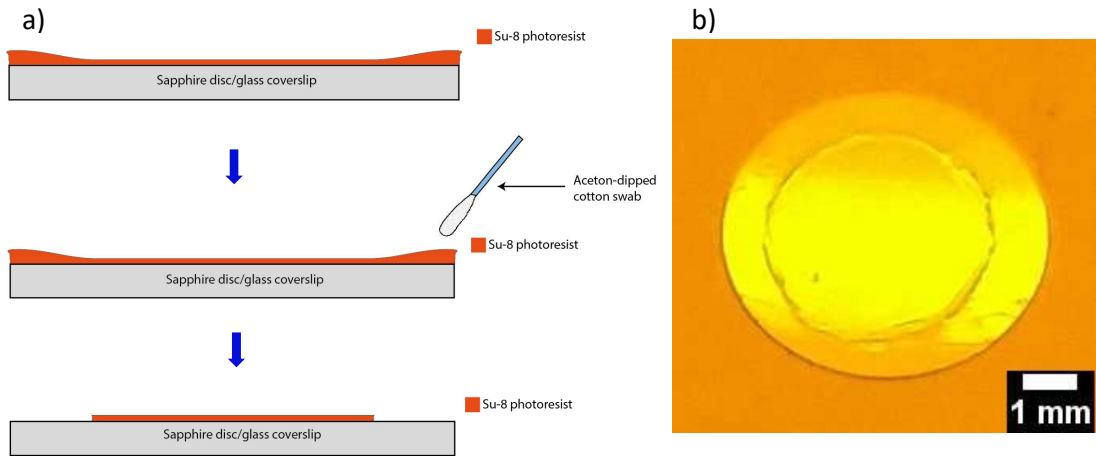 a)
Su-8 photoresist
Sapphire disc/glass coverslip
Aceton-dipped
cotton swab
Su-8 photoresist
Sapphire disc/glass coverslip
Su-8 photoresist
Sapphire disc/glass coverslip
b)
1 mm